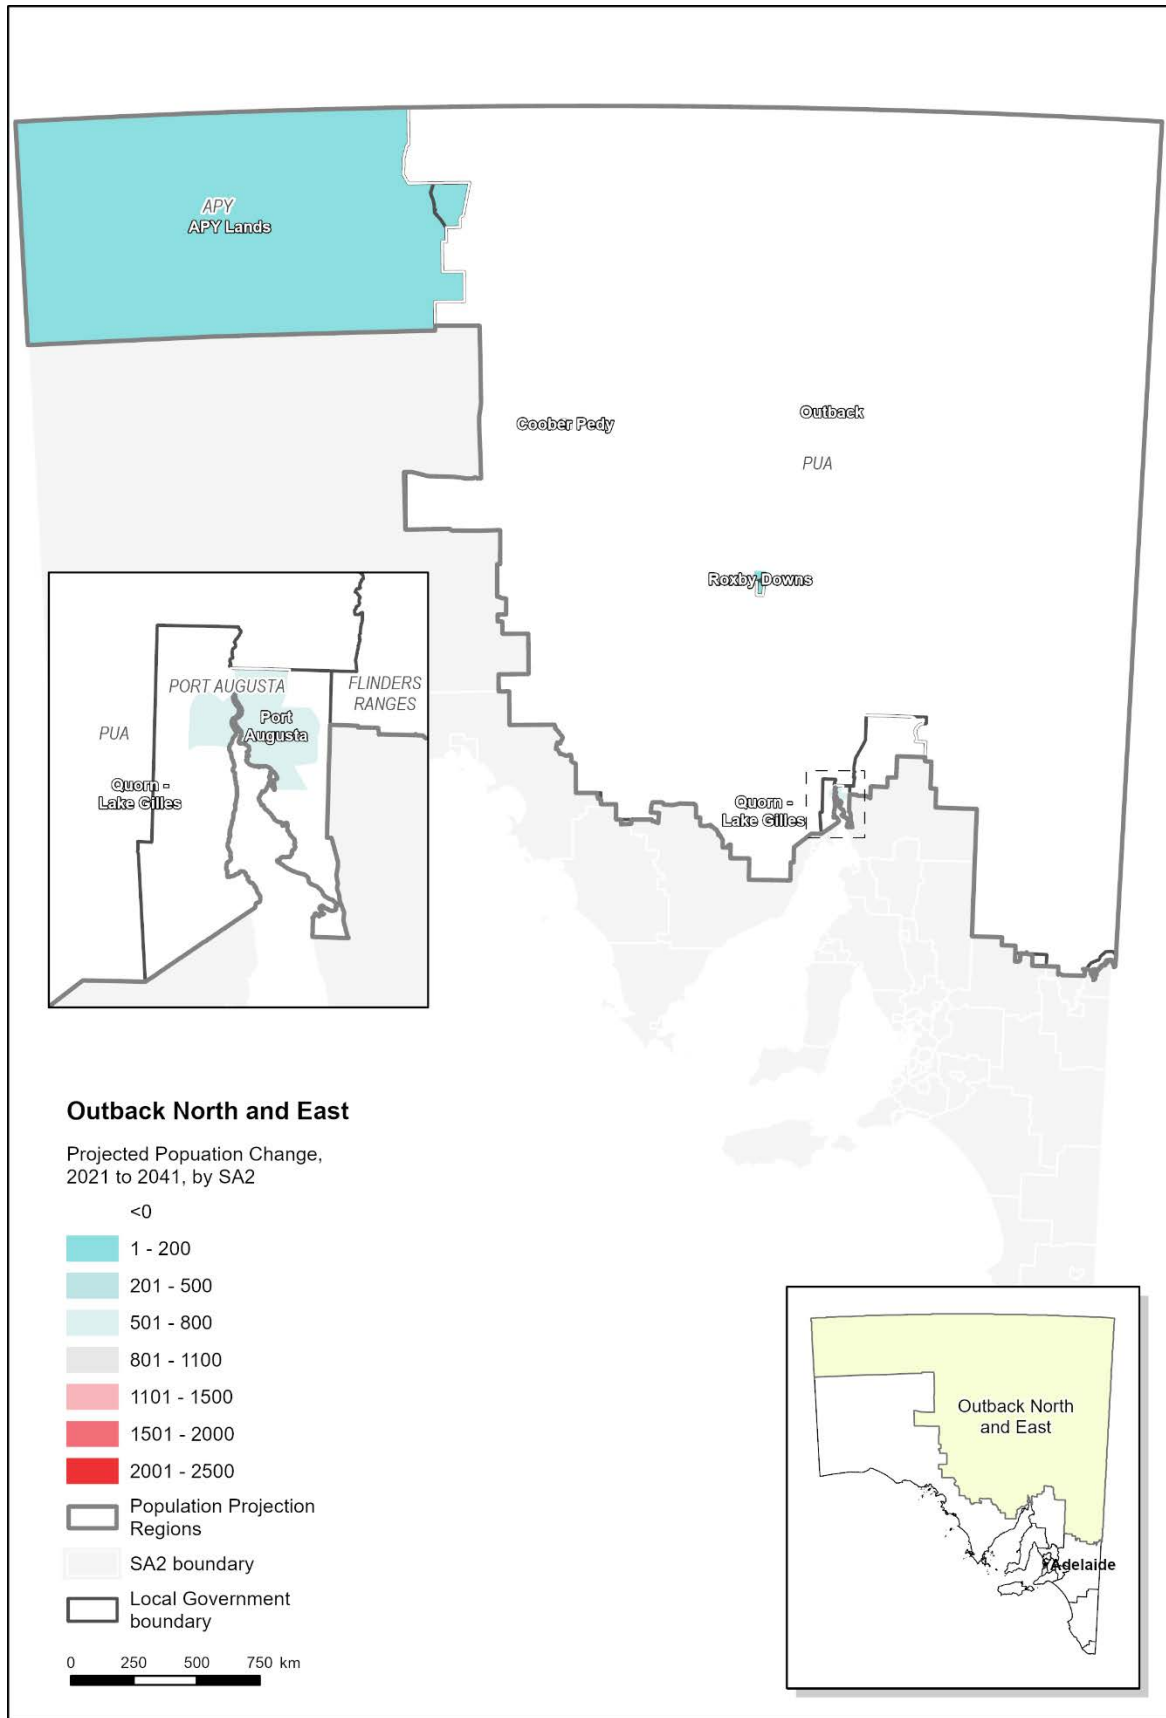 APY
APY Lands
Coober Pedy
Outback
PUA
Roxby Downs
Quorn -
Lake Gilles
PORT AUGUSTA
FLINDERS
RANGES
PUA
Port
Augusta
Quorn -
Lake Gilles
Outback North and East
Projected Popuation Change,
2021 to 2041, by SA2
<0
1 - 200
201 - 500
501 - 800
801 - 1100
1101 - 1500
1501 - 2000
2001 - 2500
Population Projection
Regions
SA2 boundary
Local Government
boundary
0 250 500 750 km
Outback North
and East
Adelaide